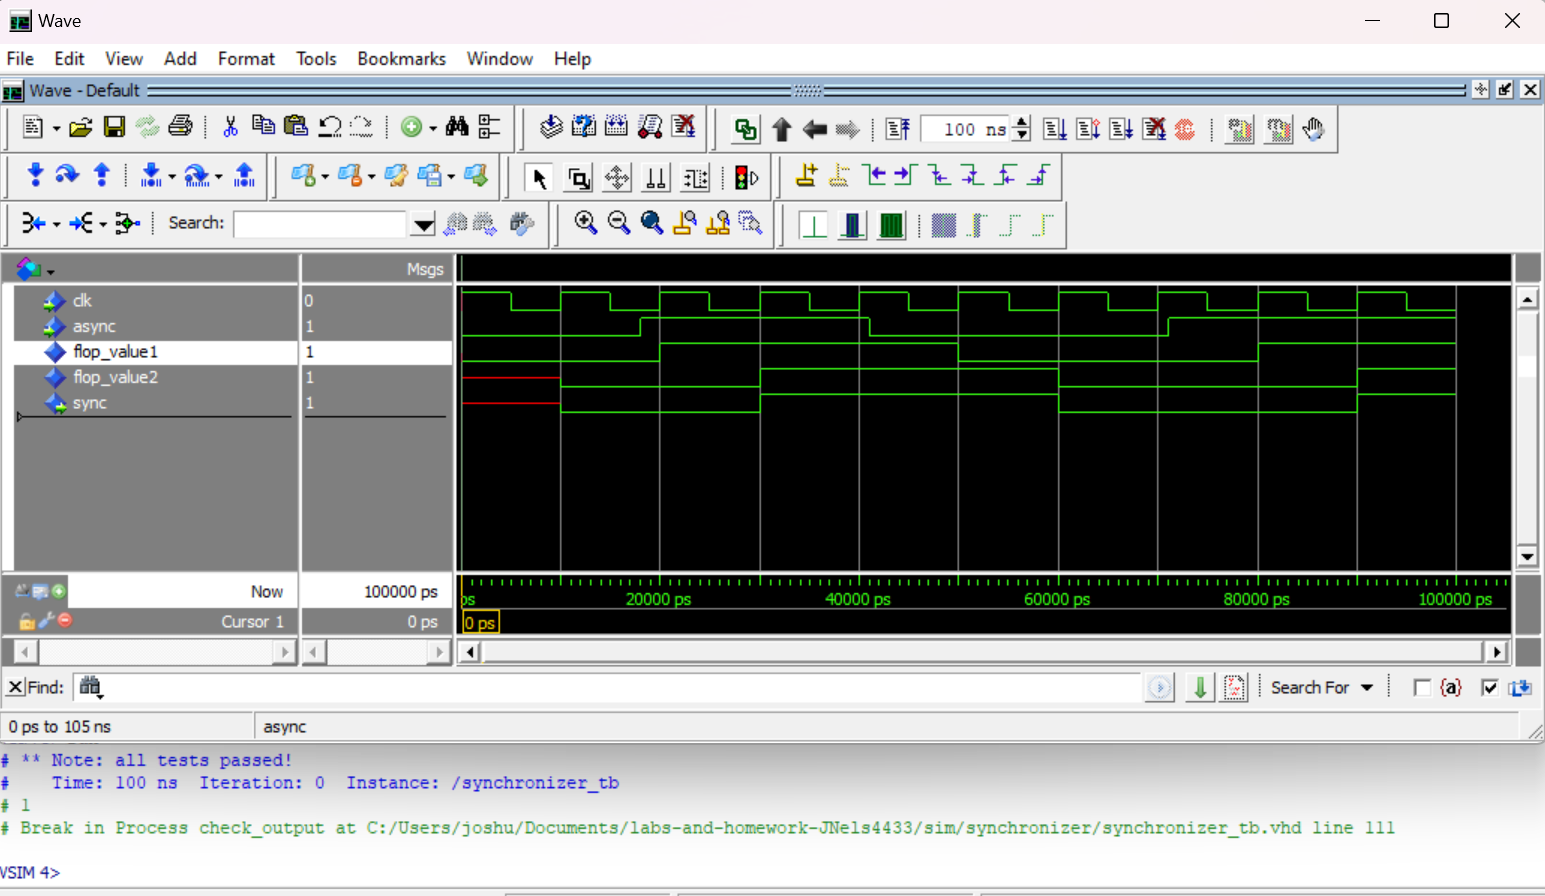 Wave
File Edit View Add Format Tools Bookmarks Window Help
Wave - Default
100 ns
Search:
Msgs
clk 0
async 1
flop_value1 1
flop_value2 1
sync 1
Now 100000 ps
ps 20000 ps 40000 ps 60000 ps 80000 ps 100000 ps
Cursor 1 0 ps
0 ps
Find: Search For {a}
0 ps to 105 ns async
# ** Note: all tests passed!
# Time: 100 ns Iteration: 0 Instance: /synchronizer_tb
# 1
# Break in Process check_output at C:/Users/joshu/Documents/labs-and-homework-JNels4433/sim/synchronizer/synchronizer_tb.vhd line 111
VSIM 4>